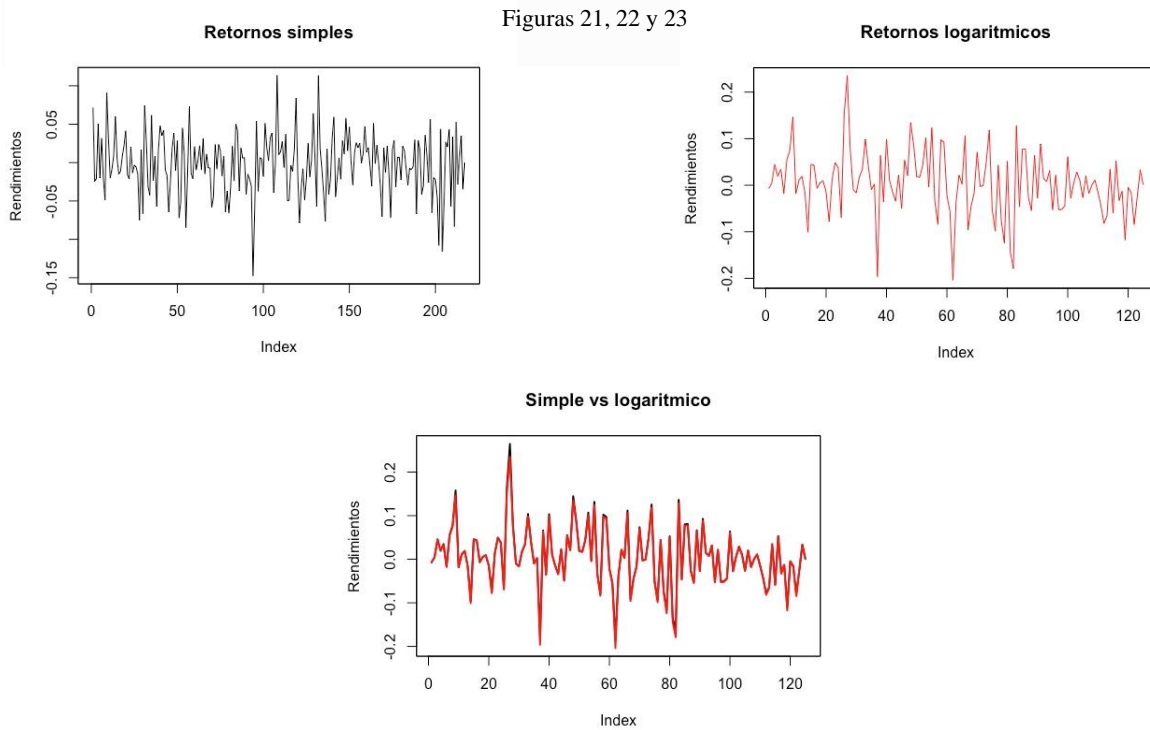 Figuras 21, 22 y 23
Retornos simples
Rendimientos
0.05
-0.05
-0.15
0 50 100 150 200
Index
Retornos logaritmicos
Rendimientos
0.2
0.1
0.0
-0.1
-0.2
0 20 40 60 80 100 120
Index
Simple vs logaritmico
Rendimientos
0.2
0.1
0.0
-0.1
-0.2
0 20 40 60 80 100 120
Index